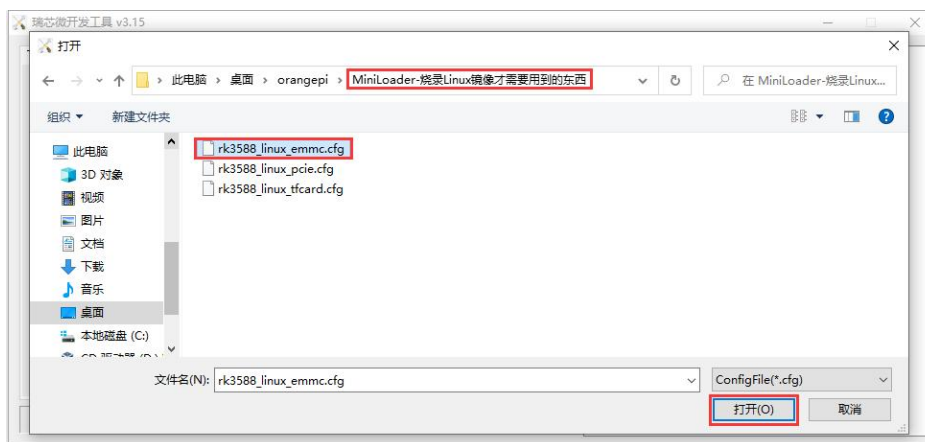 瑞芯微开发工具 v3.15
打开
此电脑 › 桌面 › orangepi › MiniLoader-烧录Linux镜像才需要用到的东西
在 MiniLoader-烧录Linux...
组织
新建文件夹
此电脑
3D 对象
视频
图片
文档
下载
音乐
桌面
本地磁盘 (C:)
rk3588_linux_emmc.cfg
rk3588_linux_pcie.cfg
rk3588_linux_tfcard.cfg
文件名(N): rk3588_linux_emmc.cfg
ConfigFile(*.cfg)
打开(O)
取消